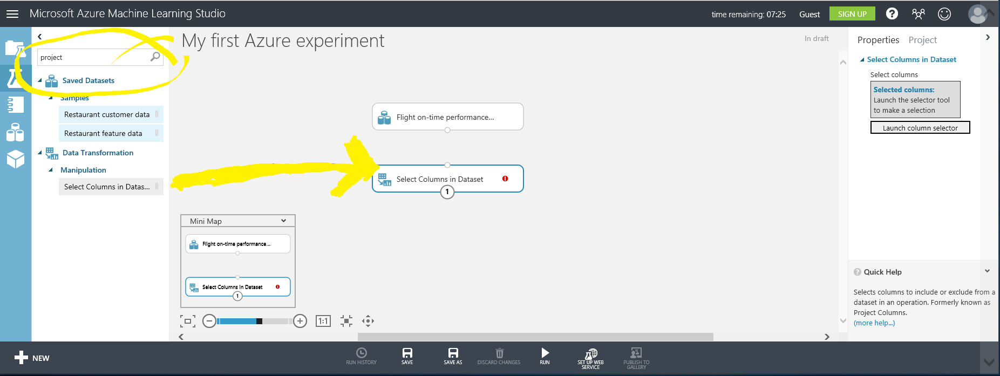 Microsoft Azure Machine Learning Studio
time remaining: 07:25
Guest
SIGN UP
?
project
Saved Datasets
Samples
Restaurant customer data
Restaurant feature data
Data Transformation
Manipulation
Select Columns in Datas...
My first Azure experiment
In draft
Flight on-time performance...
Select Columns in Dataset
1
Mini Map
Flight on-time performance...
Select Columns in Dataset
1
1:1
Properties
Project
Select Columns in Dataset
Select columns
Selected columns:
Launch the selector tool
to make a selection
Launch column selector
? Quick Help
Selects columns to include or exclude from a
dataset in an operation. Formerly known as
Project Columns.
(more help...)
NEW
RUN HISTORY
SAVE
SAVE AS
DISCARD CHANGES
RUN
SET UP WEB
SERVICE
PUBLISH TO
GALLERY